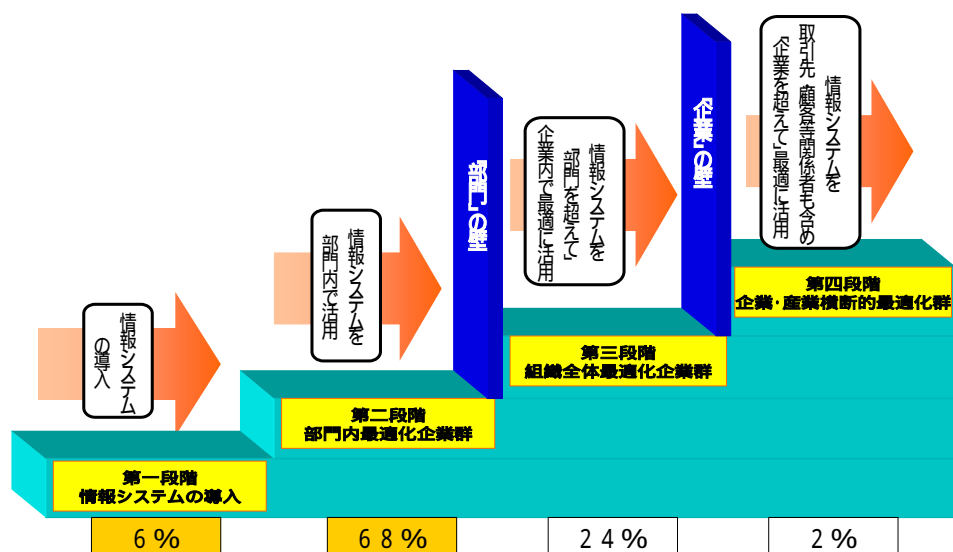 情報システム
の導入
第一段階
情報システムの導入
6%
情報システムを
部門内で活用
第二段階
部門内最適化企業群
68%
『部門』の壁
情報システムを
『部門を超えて』
企業内で最適に活用
第三段階
組織全体最適化企業群
24%
『企業』の壁
情報システムを
取引先・顧客等関係者も含め
『企業を超えて』最適に活用
第四段階
企業・産業横断的最適化群
2%